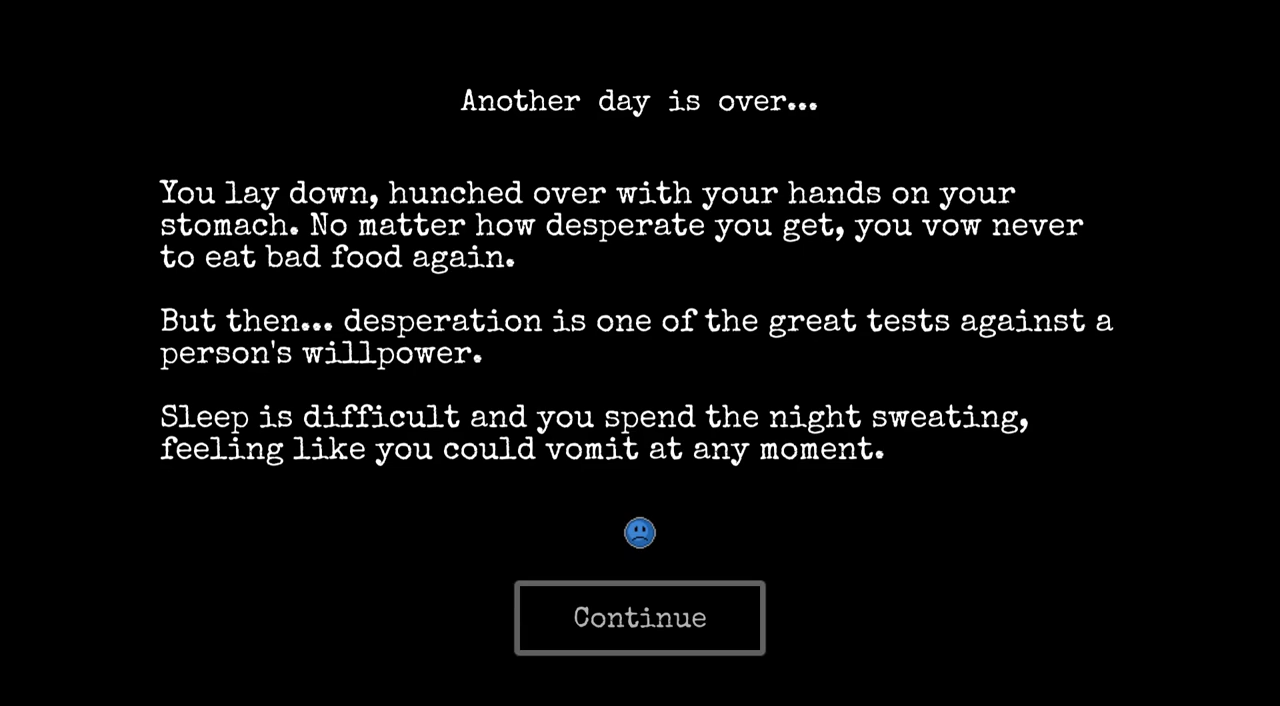 Another day is over...
You lay down, hunched over with your hands on your
stomach. No matter how desperate you get, you vow never
to eat bad food again.
But then... desperation is one of the great tests against a
person's willpower.
Sleep is difficult and you spend the night sweating,
feeling like you could vomit at any moment.
Continue